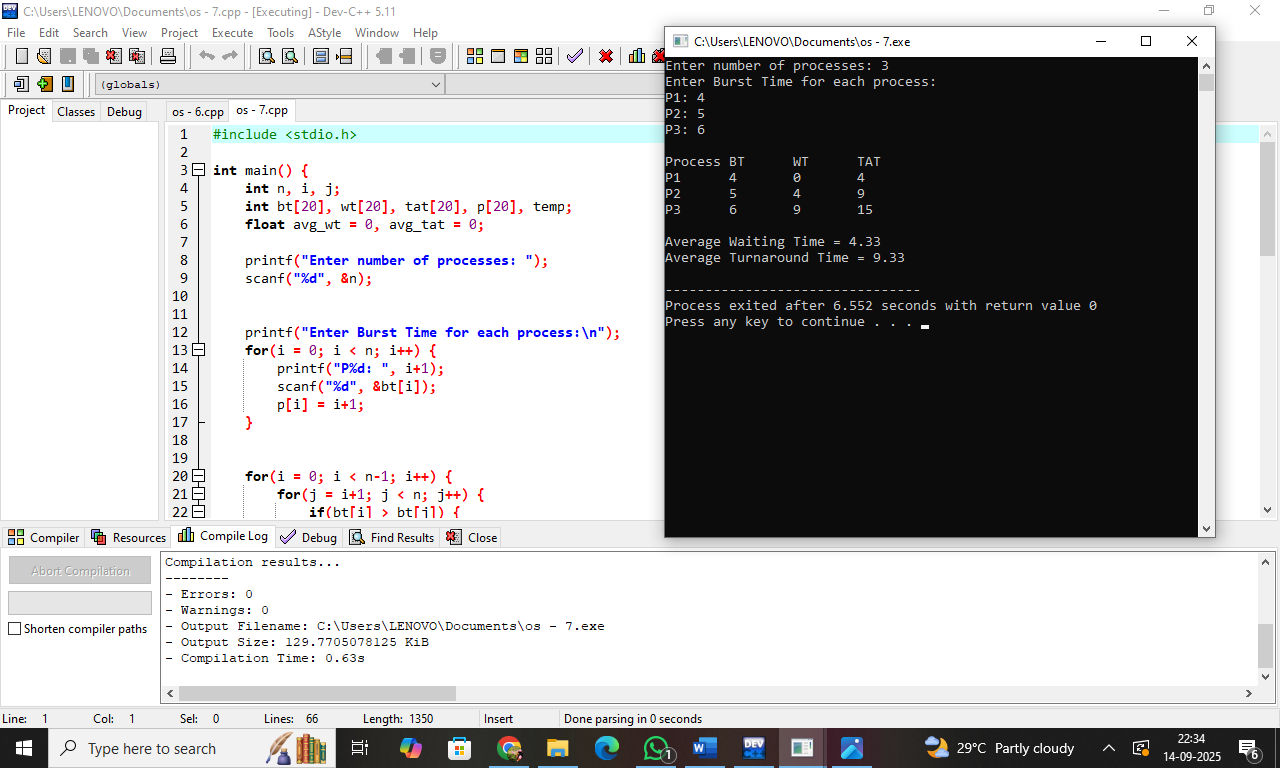 C:\Users\LENOVO\Documents\os - 7.cpp - [Executing] - Dev-C++ 5.11
File Edit Search View Project Execute Tools AStyle Window Help
(globals)
Project Classes Debug
os - 6.cpp os - 7.cpp
1 #include <stdio.h>
2
3 int main() {
4 int n, i, j;
5 int bt[20], wt[20], tat[20], p[20], temp;
6 float avg_wt = 0, avg_tat = 0;
7
8 printf("Enter number of processes: ");
9 scanf("%d", &n);
10
11
12 printf("Enter Burst Time for each process:\n");
13 for(i = 0; i < n; i++) {
14 printf("P%d: ", i+1);
15 scanf("%d", &bt[i]);
16 p[i] = i+1;
17 }
18
19
20 for(i = 0; i < n-1; i++) {
21 for(j = i+1; j < n; j++) {
22 if(bt[i] > bt[j]) {
C:\Users\LENOVO\Documents\os - 7.exe
Enter number of processes: 3
Enter Burst Time for each process:
P1: 4
P2: 5
P3: 6
Process BT WT TAT
P1 4 0 4
P2 5 4 9
P3 6 9 15
Average Waiting Time = 4.33
Average Turnaround Time = 9.33
--------------------------------
Process exited after 6.552 seconds with return value 0
Press any key to continue . . .
Compiler Resources Compile Log Debug Find Results Close
Abort Compilation
Shorten compiler paths
Compilation results...
--------
- Errors: 0
- Warnings: 0
- Output Filename: C:\Users\LENOVO\Documents\os - 7.exe
- Output Size: 129.7705078125 KiB
- Compilation Time: 0.63s
Line: 1 Col: 1 Sel: 0 Lines: 66 Length: 1350 Insert Done parsing in 0 seconds
Type here to search
DEV
1
29°C Partly cloudy
22:34
14-09-2025
6